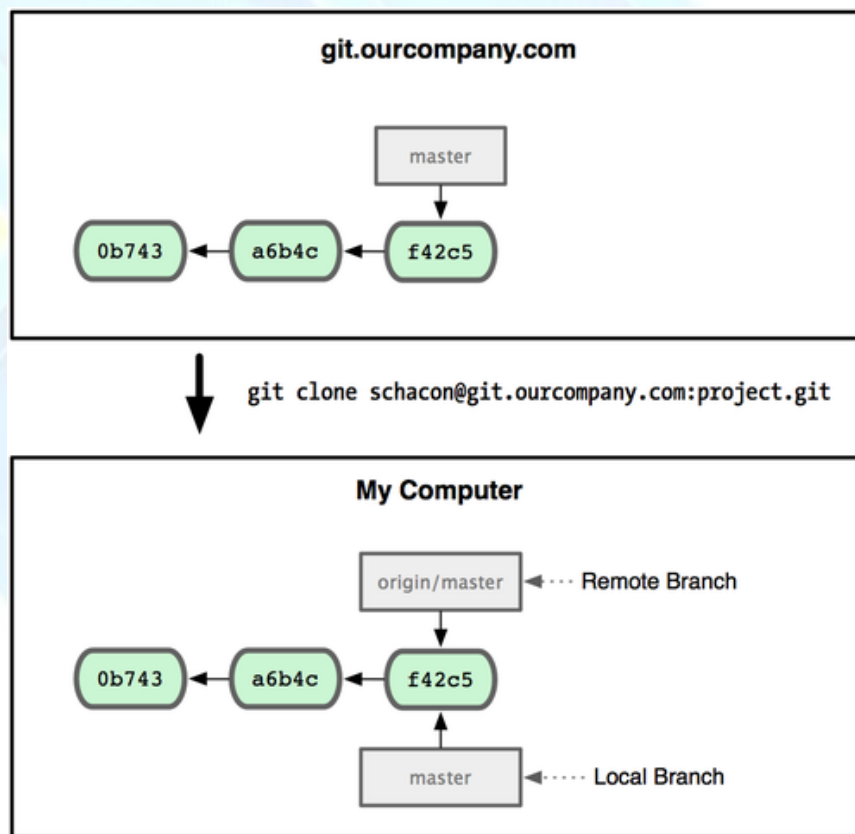 git.ourcompany.com
master
0b743 a6b4c f42c5
git clone schacon@git.ourcompany.com:project.git
My Computer
origin/master Remote Branch
0b743 a6b4c f42c5
master Local Branch